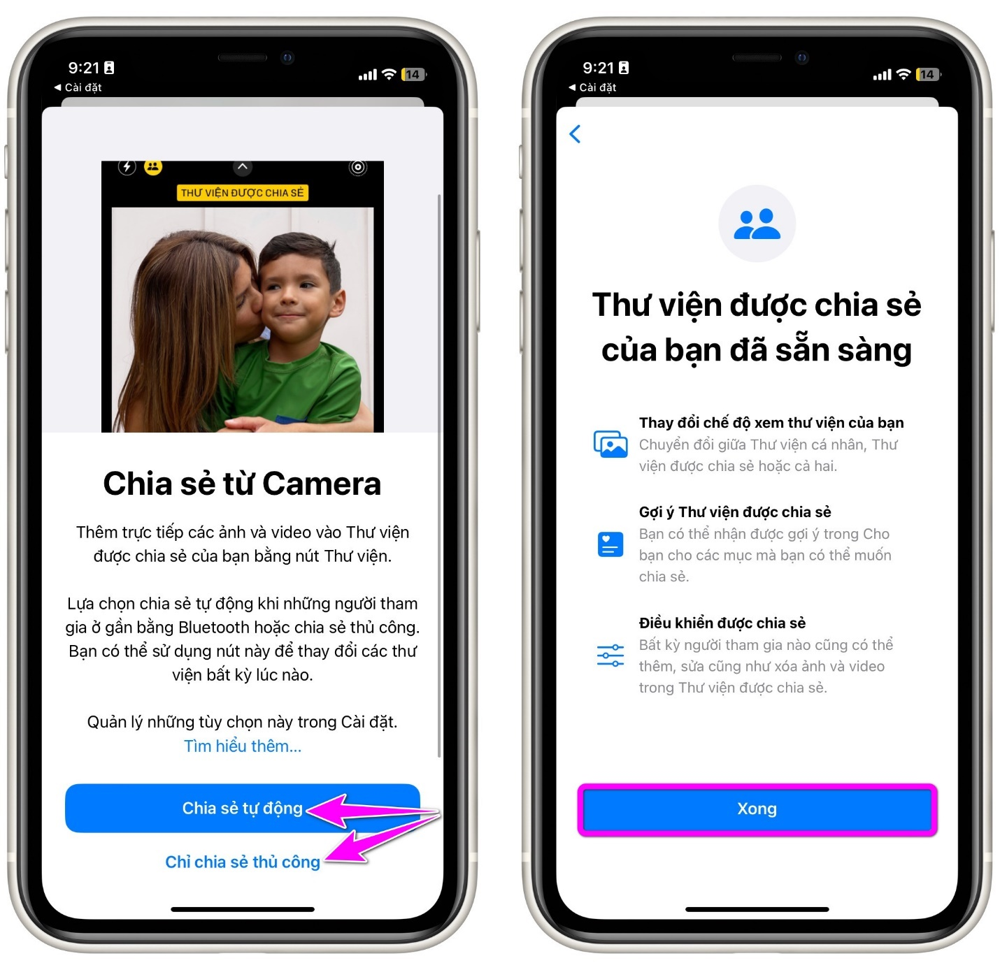 9:21
14
Cài đặt
THƯ VIỆN ĐƯỢC CHIA SẺ
Chia sẻ từ Camera
Thêm trực tiếp các ảnh và video vào Thư viện
được chia sẻ của bạn bằng nút Thư viện.
Lựa chọn chia sẻ tự động khi những người tham
gia ở gần bằng Bluetooth hoặc chia sẻ thủ công.
Bạn có thể sử dụng nút này để thay đổi các thư
viện bất kỳ lúc nào.
Quản lý những tùy chọn này trong Cài đặt.
Tìm hiểu thêm...
Chia sẻ tự động
Chỉ chia sẻ thủ công
9:21
14
Cài đặt
Thư viện được chia sẻ
của bạn đã sẵn sàng
Thay đổi chế độ xem thư viện của bạn
Chuyển đổi giữa Thư viện cá nhân, Thư
viện được chia sẻ hoặc cả hai.
Gợi ý Thư viện được chia sẻ
Bạn có thể nhận được gợi ý trong Cho
bạn cho các mục mà bạn có thể muốn
chia sẻ.
Điều khiển được chia sẻ
Bất kỳ người tham gia nào cũng có thể
thêm, sửa cũng như xóa ảnh và video
trong Thư viện được chia sẻ.
Xong